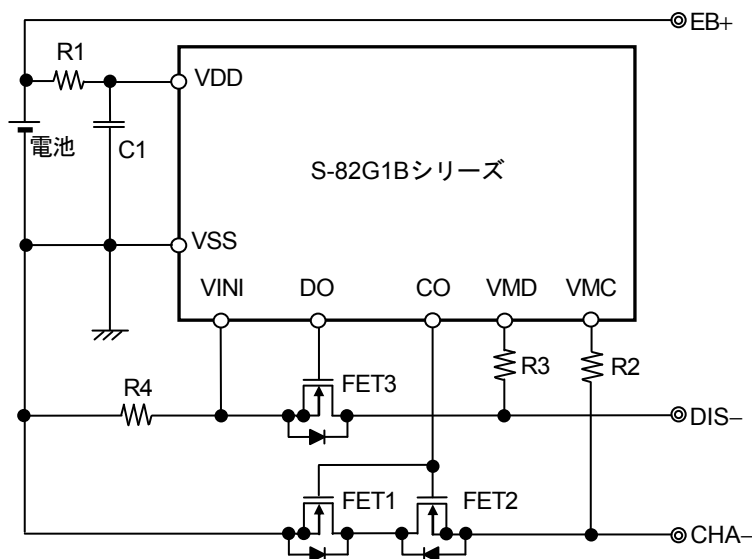 EB+
R1
VDD
電池
C1
S-82G1Bシリーズ
VSS
VINI
DO
CO
VMD
VMC
R3
R2
R4
FET3
DIS−
FET1
FET2
CHA−